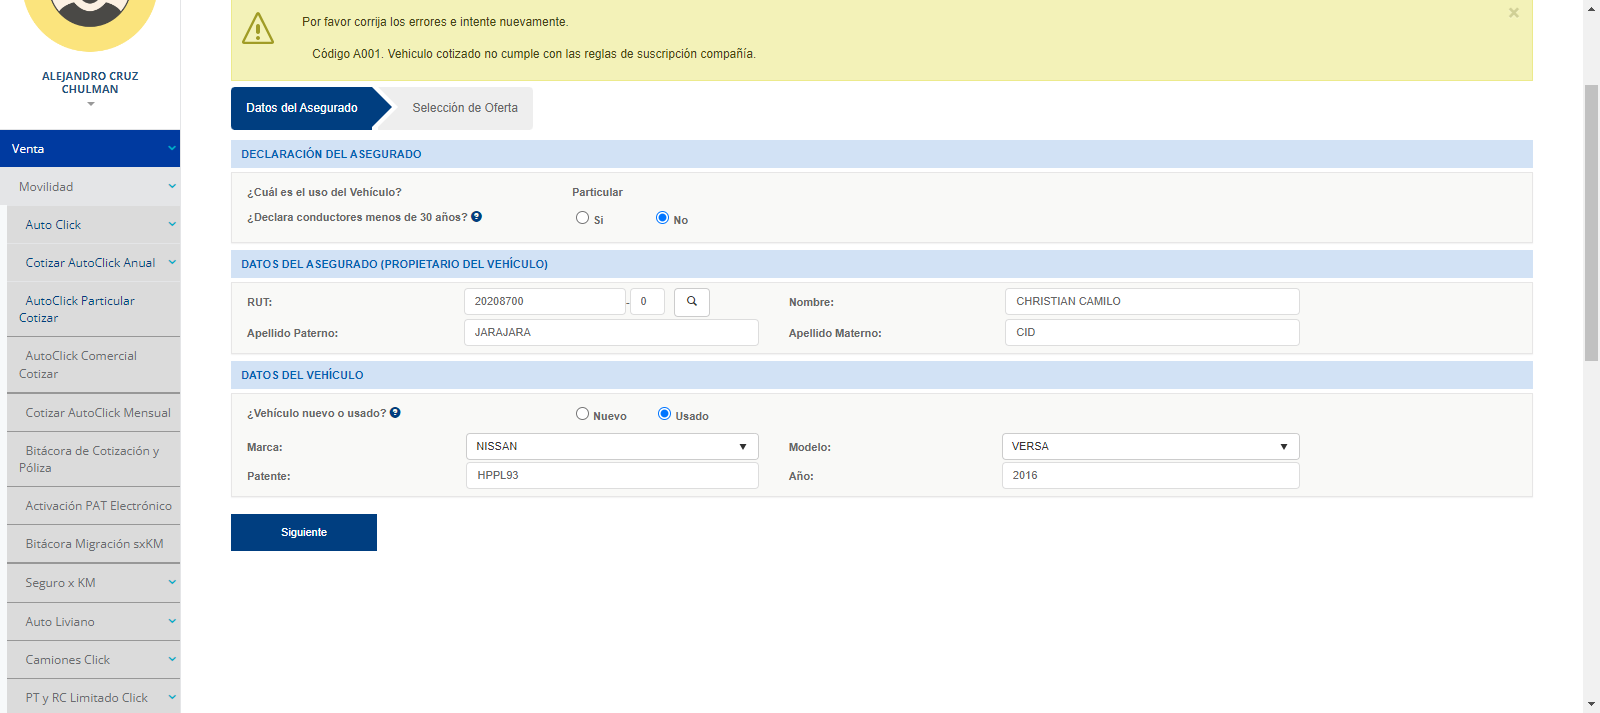 Por favor corrija los errores e intente nuevamente.
Código A001. Vehiculo cotizado no cumple con las reglas de suscripción compañía.
ALEJANDRO CRUZ
CHULMAN
Venta
Movilidad
Auto Click
Cotizar AutoClick Anual
AutoClick Particular
Cotizar
AutoClick Comercial
Cotizar
Cotizar AutoClick Mensual
Bitácora de Cotización y
Póliza
Activación PAT Electrónico
Bitácora Migración sxKM
Seguro x KM
Auto Liviano
Camiones Click
PT y RC Limitado Click
Datos del Asegurado
Selección de Oferta
DECLARACIÓN DEL ASEGURADO
¿Cuál es el uso del Vehículo? Particular
¿Declara conductores menos de 30 años? Si No
DATOS DEL ASEGURADO (PROPIETARIO DEL VEHÍCULO)
RUT: 20208700 - 0 Nombre: CHRISTIAN CAMILO
Apellido Paterno: JARAJARA Apellido Materno: CID
DATOS DEL VEHÍCULO
¿Vehículo nuevo o usado? Nuevo Usado
Marca: NISSAN Modelo: VERSA
Patente: HPPL93 Año: 2016
Siguiente